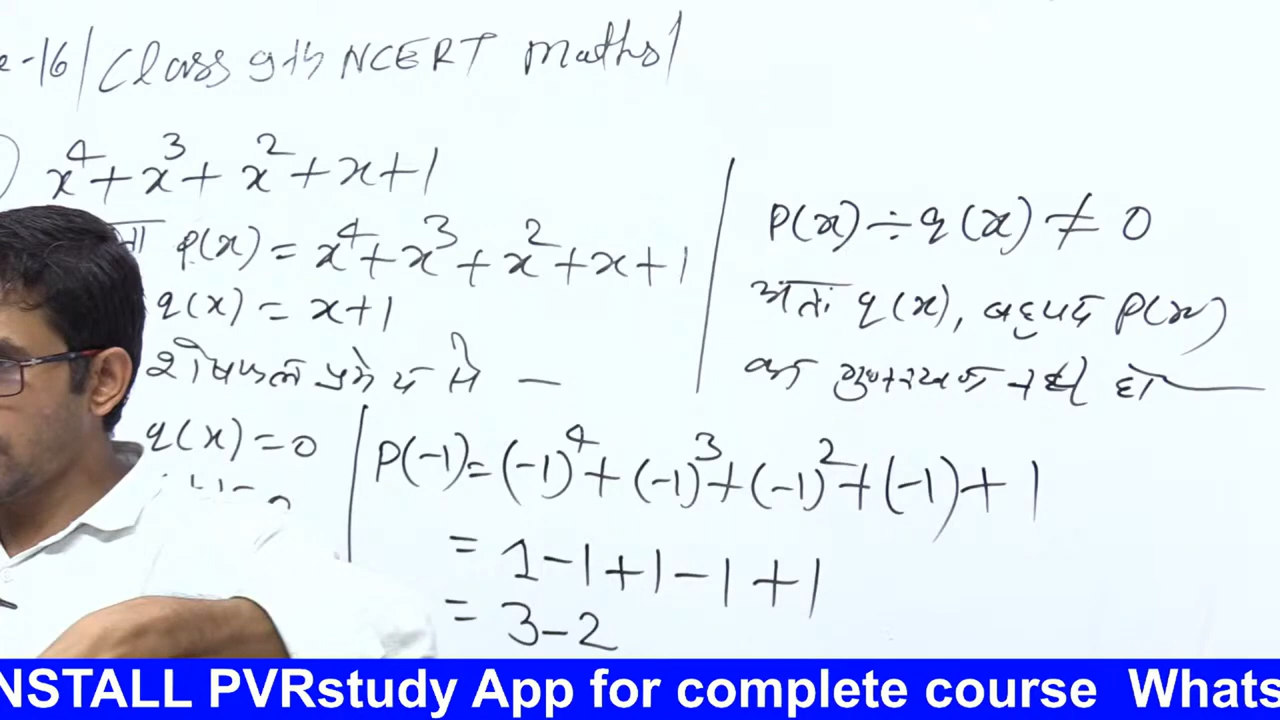 -16/Class 9th NCERT Maths/
x⁴+x³+x²+x+1
p(x)=x⁴+x³+x²+x+1
q(x)=x+1
शेषफल प्रमेय से —
q(x)=0
P(-1)=(-1)⁴+(-1)³+(-1)²+(-1)+1
=1-1+1-1+1
=3-2
P(x)÷q(x)≠0
अतः q(x), बहुपद P(x)
का गुणनखण्ड नहीं है
NSTALL PVRstudy App for complete course Whats